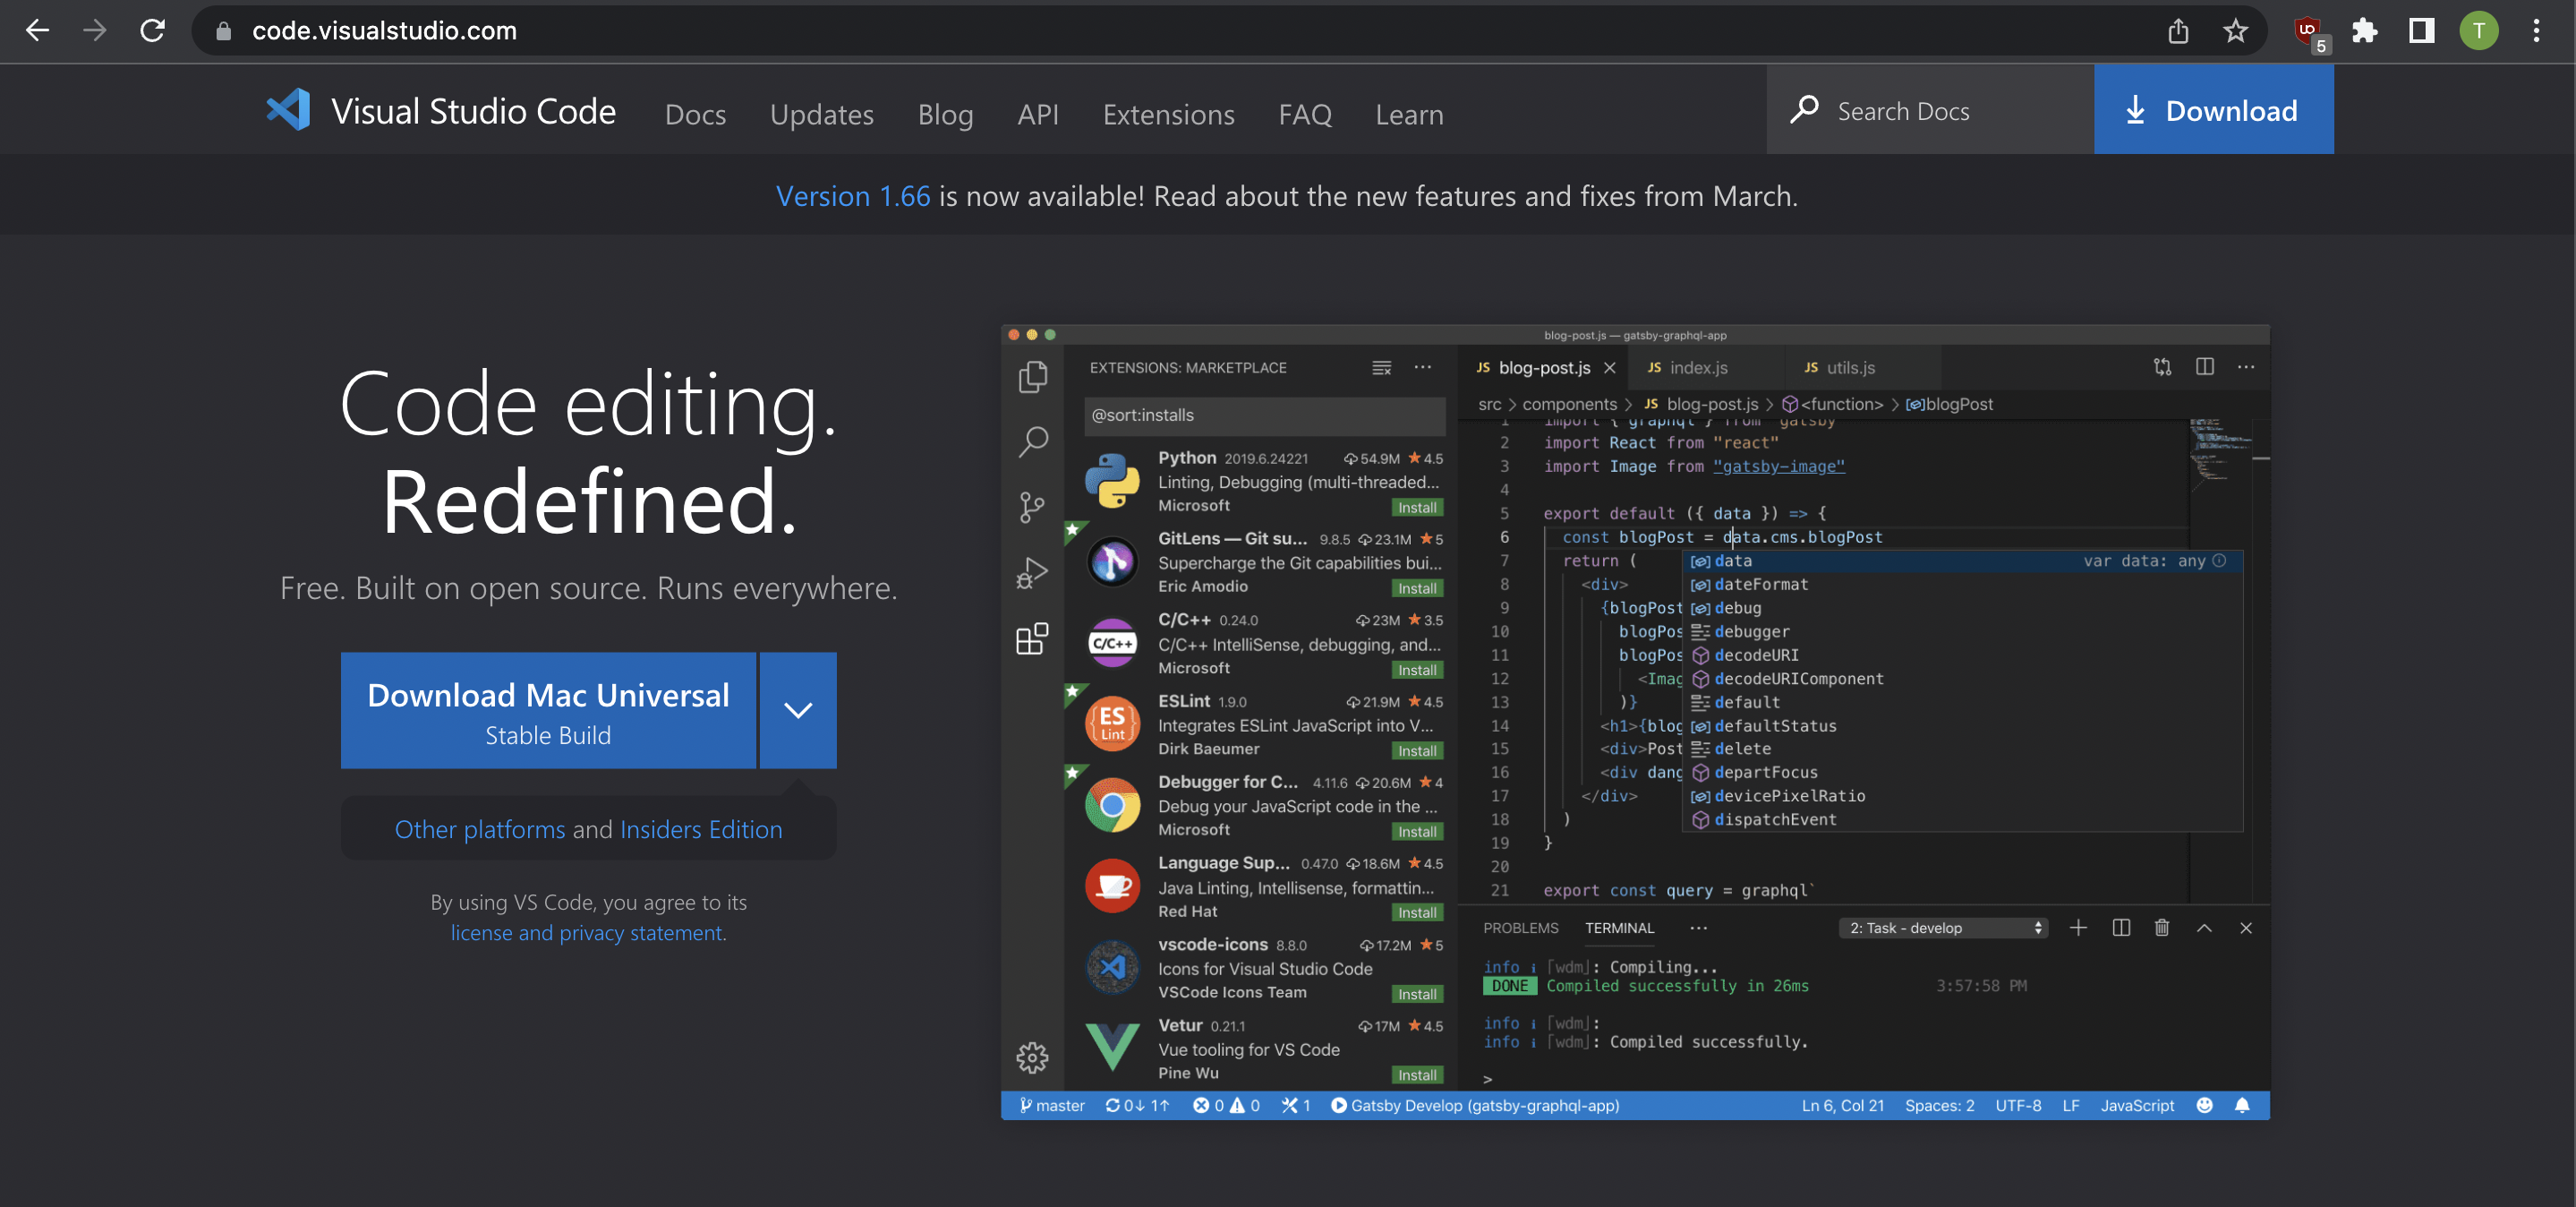 code.visualstudio.com
5
T
Visual Studio Code
Docs Updates Blog API Extensions FAQ Learn
Search Docs
Download
Version 1.66 is now available! Read about the new features and fixes from March.
Code editing.
Redefined.
Free. Built on open source. Runs everywhere.
Download Mac Universal
Stable Build
Other platforms and Insiders Edition
By using VS Code, you agree to its
license and privacy statement.
blog-post.js — gatsby-graphql-app
EXTENSIONS: MARKETPLACE ···
@sort:installs
Python 2019.6.24221 54.9M ★ 4.5
Linting, Debugging (multi-threaded...
Microsoft Install
GitLens — Git su... 9.8.5 23.1M ★ 5
Supercharge the Git capabilities bui...
Eric Amodio Install
C/C++
C/C++ 0.24.0 23M ★ 3.5
C/C++ IntelliSense, debugging, and...
Microsoft Install
ES
Lint
ESLint 1.9.0 21.9M ★ 4.5
Integrates ESLint JavaScript into V...
Dirk Baeumer Install
Debugger for C... 4.11.6 20.6M ★ 4
Debug your JavaScript code in the ...
Microsoft Install
Language Sup... 0.47.0 18.6M ★ 4.5
Java Linting, Intellisense, formattin...
Red Hat Install
vscode-icons 8.8.0 17.2M ★ 5
Icons for Visual Studio Code
VSCode Icons Team Install
Vetur 0.21.1 17M ★ 4.5
Vue tooling for VS Code
Pine Wu Install
JS blog-post.js × JS index.js JS utils.js ···
src > components > JS blog-post.js > <function> > blogPost
1 import { graphql } from "gatsby"
2 import React from "react"
3 import Image from "gatsby-image"
4
5 export default ({ data }) => {
6 const blogPost = data.cms.blogPost
7 return (
8 <div>
9 {blogPost
10 blogPos
11 blogPos
12 <Imag
13 )}
14 <h1>{blog
15 <div>Post
16 <div dang
17 </div>
18 )
19 }
20
21 export const query = graphql`
data var data: any
dateFormat
debug
debugger
decodeURI
decodeURIComponent
default
defaultStatus
delete
departFocus
devicePixelRatio
dispatchEvent
PROBLEMS TERMINAL ··· 2: Task - develop
info i ｢wdm｣: Compiling...
DONE Compiled successfully in 26ms 3:57:58 PM
info i ｢wdm｣:
info i ｢wdm｣: Compiled successfully.
>
master 0↓ 1↑ 0 0 1 Gatsby Develop (gatsby-graphql-app) Ln 6, Col 21 Spaces: 2 UTF-8 LF JavaScript